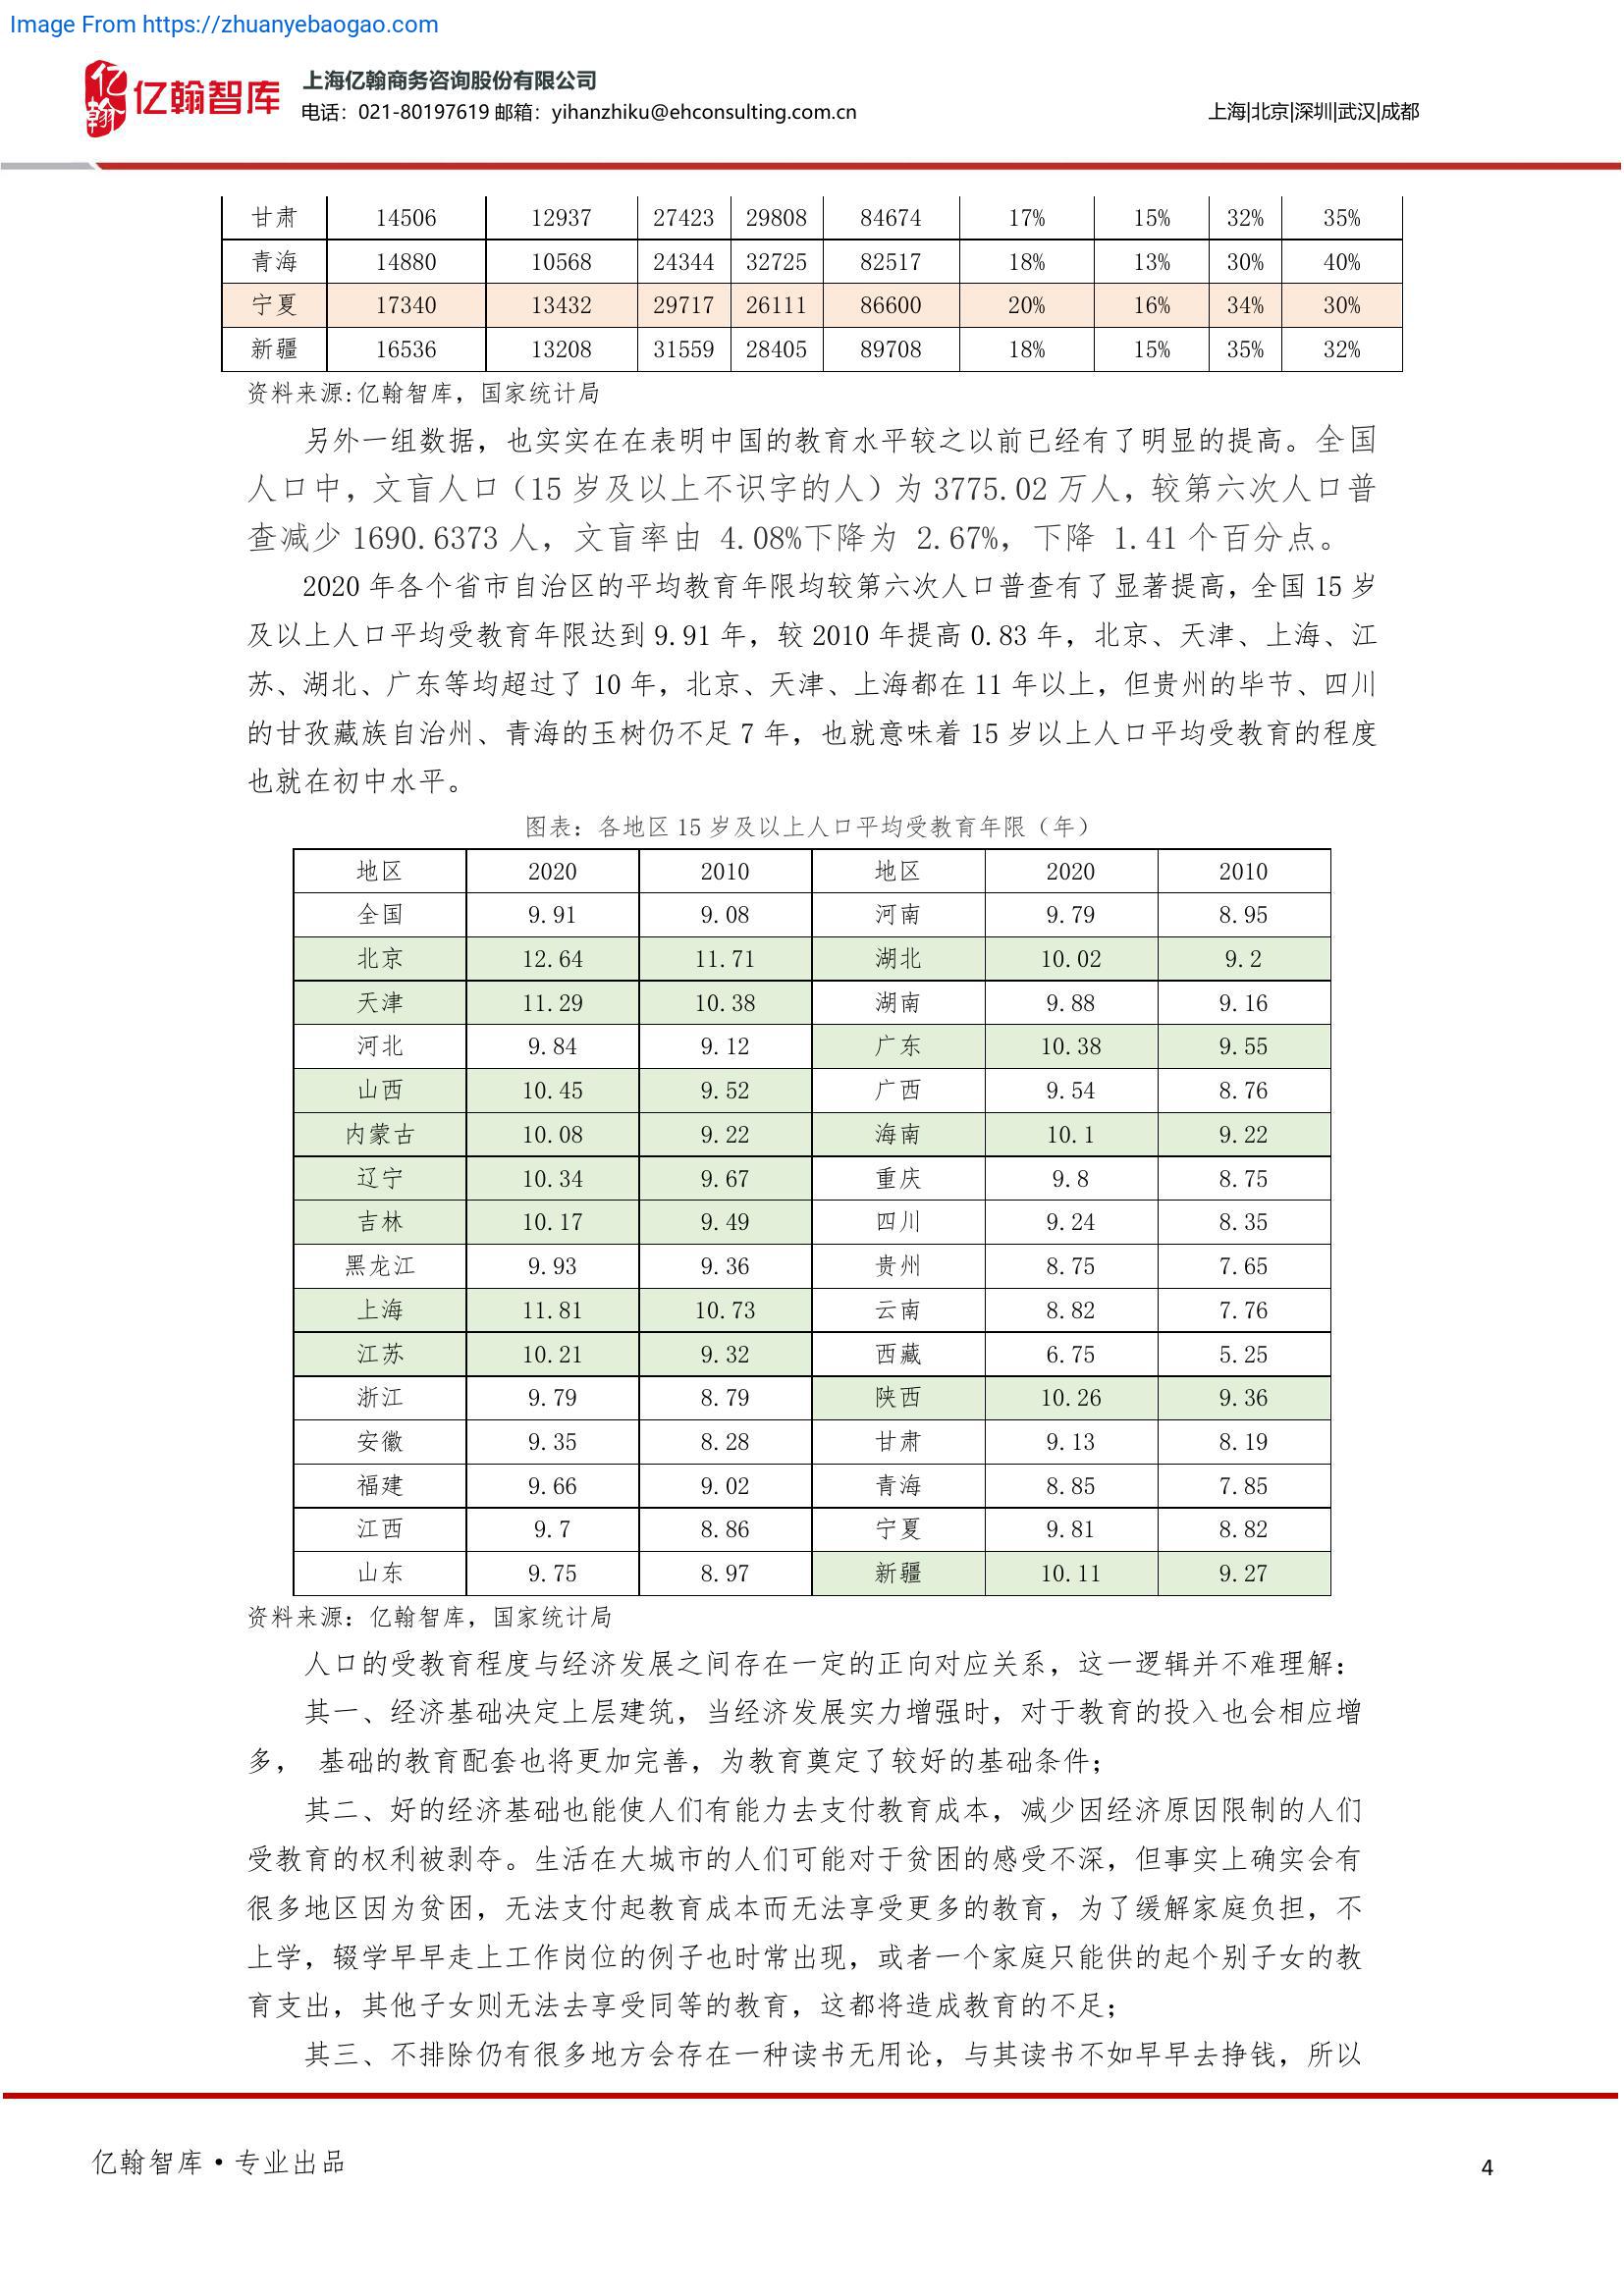 Image From https://zhuanyebaogao.com
亿翰
亿翰智库
上海亿翰商务咨询股份有限公司
电话：021-80197619 邮箱：yihanzhiku@ehconsulting.com.cn
上海|北京|深圳|武汉|成都
甘肃 14506 12937 27423 29808 84674 17% 15% 32% 35%
青海 14880 10568 24344 32725 82517 18% 13% 30% 40%
宁夏 17340 13432 29717 26111 86600 20% 16% 34% 30%
新疆 16536 13208 31559 28405 89708 18% 15% 35% 32%
资料来源:亿翰智库，国家统计局
另外一组数据，也实实在在表明中国的教育水平较之以前已经有了明显的提高。全国
人口中，文盲人口（15 岁及以上不识字的人）为 3775.02 万人，较第六次人口普
查减少 1690.6373 人，文盲率由 4.08%下降为 2.67%，下降 1.41 个百分点。
2020 年各个省市自治区的平均教育年限均较第六次人口普查有了显著提高，全国 15 岁
及以上人口平均受教育年限达到 9.91 年，较 2010 年提高 0.83 年，北京、天津、上海、江
苏、湖北、广东等均超过了 10 年，北京、天津、上海都在 11 年以上，但贵州的毕节、四川
的甘孜藏族自治州、青海的玉树仍不足 7 年，也就意味着 15 岁以上人口平均受教育的程度
也就在初中水平。
图表：各地区 15 岁及以上人口平均受教育年限（年）
地区 2020 2010 地区 2020 2010
全国 9.91 9.08 河南 9.79 8.95
北京 12.64 11.71 湖北 10.02 9.2
天津 11.29 10.38 湖南 9.88 9.16
河北 9.84 9.12 广东 10.38 9.55
山西 10.45 9.52 广西 9.54 8.76
内蒙古 10.08 9.22 海南 10.1 9.22
辽宁 10.34 9.67 重庆 9.8 8.75
吉林 10.17 9.49 四川 9.24 8.35
黑龙江 9.93 9.36 贵州 8.75 7.65
上海 11.81 10.73 云南 8.82 7.76
江苏 10.21 9.32 西藏 6.75 5.25
浙江 9.79 8.79 陕西 10.26 9.36
安徽 9.35 8.28 甘肃 9.13 8.19
福建 9.66 9.02 青海 8.85 7.85
江西 9.7 8.86 宁夏 9.81 8.82
山东 9.75 8.97 新疆 10.11 9.27
资料来源：亿翰智库，国家统计局
人口的受教育程度与经济发展之间存在一定的正向对应关系，这一逻辑并不难理解：
其一、经济基础决定上层建筑，当经济发展实力增强时，对于教育的投入也会相应增
多， 基础的教育配套也将更加完善，为教育奠定了较好的基础条件；
其二、好的经济基础也能使人们有能力去支付教育成本，减少因经济原因限制的人们
受教育的权利被剥夺。生活在大城市的人们可能对于贫困的感受不深，但事实上确实会有
很多地区因为贫困，无法支付起教育成本而无法享受更多的教育，为了缓解家庭负担，不
上学，辍学早早走上工作岗位的例子也时常出现，或者一个家庭只能供的起个别子女的教
育支出，其他子女则无法去享受同等的教育，这都将造成教育的不足；
其三、不排除仍有很多地方会存在一种读书无用论，与其读书不如早早去挣钱，所以
亿翰智库•专业出品
4